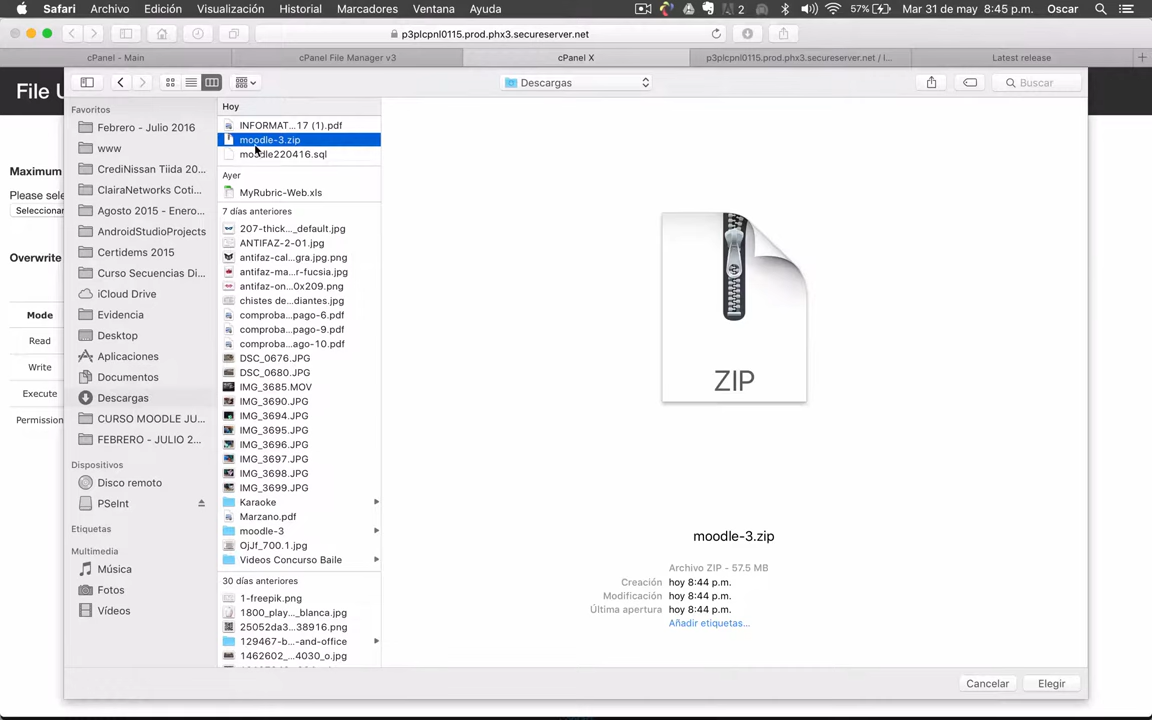 Safari Archivo Edición Visualización Historial Marcadores Ventana Ayuda 2 57% Mar 31 de may 8:45 p.m. Oscar
p3plcpnl0115.prod.phx3.secureserver.net
cPanel - Main cPanel File Manager v3 cPanel X p3plcpnl0115.prod.phx3.secureserver.net / l... Latest release
File U
Descargas
Buscar
Maximum
Please sele
Seleccionar
Overwrite
Mode
Read
Write
Execute
Permission
Favoritos
Febrero - Julio 2016
www
CrediNissan Tiida 20...
ClairaNetworks Coti...
Agosto 2015 - Enero...
AndroidStudioProjects
Certidems 2015
Curso Secuencias Di...
iCloud Drive
Evidencia
Desktop
Aplicaciones
Documentos
Descargas
CURSO MOODLE JU...
FEBRERO - JULIO 2...
Dispositivos
Disco remoto
PSeInt
Etiquetas
Multimedia
Música
Fotos
Vídeos
Hoy
INFORMAT...17 (1).pdf
moodle-3.zip
moodle220416.sql
Ayer
MyRubric-Web.xls
7 días anteriores
207-thick..._default.jpg
ANTIFAZ-2-01.jpg
antifaz-cal...gra.jpg.png
antifaz-ma...r-fucsia.jpg
antifaz-on...0x209.png
chistes de...diantes.jpg
comproba...pago-6.pdf
comproba...pago-9.pdf
comproba...ago-10.pdf
DSC_0676.JPG
DSC_0680.JPG
IMG_3685.MOV
IMG_3690.JPG
IMG_3694.JPG
IMG_3695.JPG
IMG_3696.JPG
IMG_3697.JPG
IMG_3698.JPG
IMG_3699.JPG
Karaoke
Marzano.pdf
moodle-3
OjJf_700.1.jpg
Videos Concurso Baile
30 días anteriores
1-freepik.png
1800_play..._blanca.jpg
25052da3...38916.png
129467-b...-and-office
1462602_...4030_o.jpg
ZIP
moodle-3.zip
Archivo ZIP - 57.5 MB
Creación hoy 8:44 p.m.
Modificación hoy 8:44 p.m.
Última apertura hoy 8:44 p.m.
Añadir etiquetas...
Cancelar Elegir